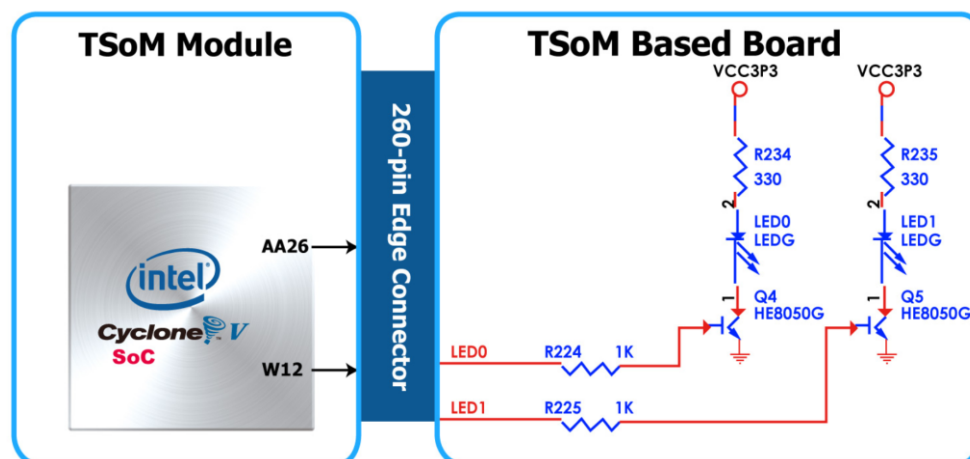 TSoM Module
TSoM Based Board
VCC3P3
VCC3P3
R234
330
R235
330
2
2
LED0
LEDG
LED1
LEDG
1
1
Q4
HE8050G
Q5
HE8050G
260-pin Edge Connector
AA26
W12
intel
Cyclone V
SoC
LED0
R224
1K
LED1
R225
1K